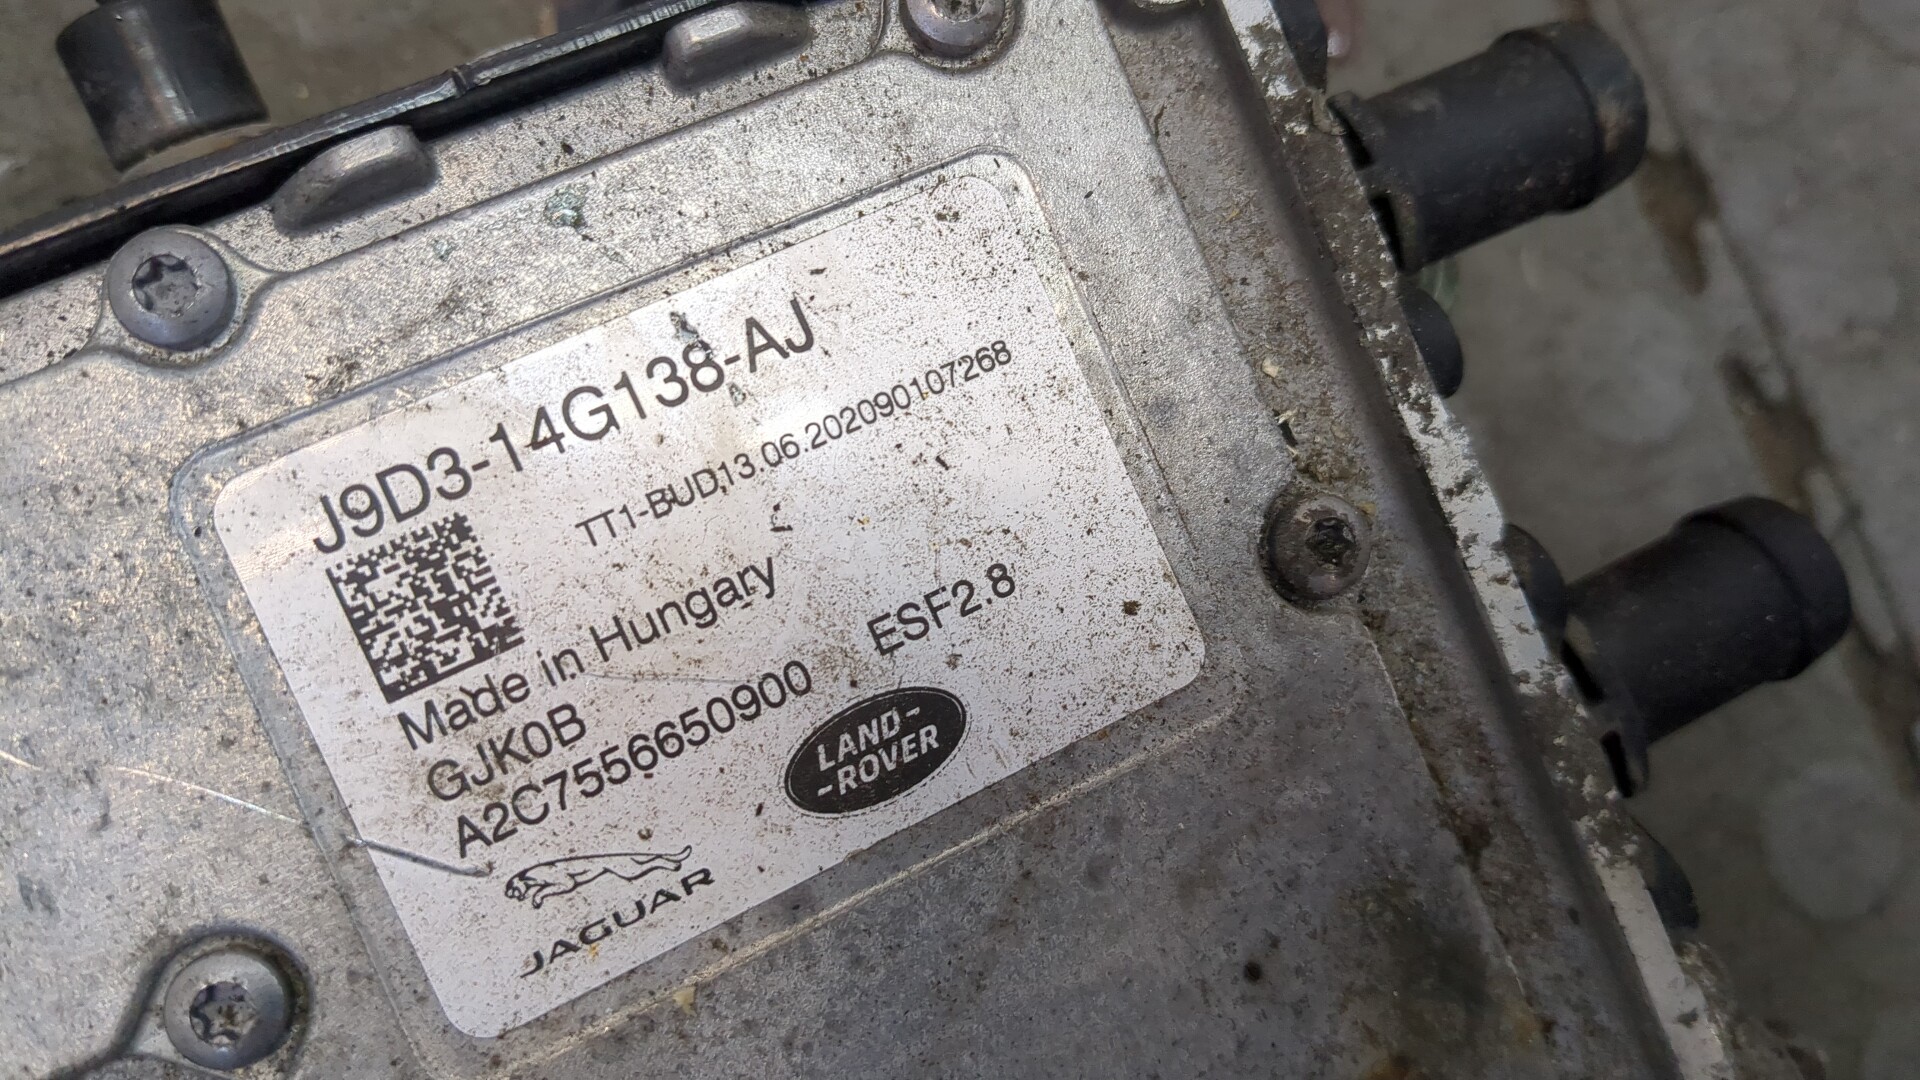 J9D3-14G138-AJ
TT1-BUD13.06.202090107268
Made in Hungary
GJK0B
ESF2.8
A2C7556650900
LAND-
-ROVER
JAGUAR